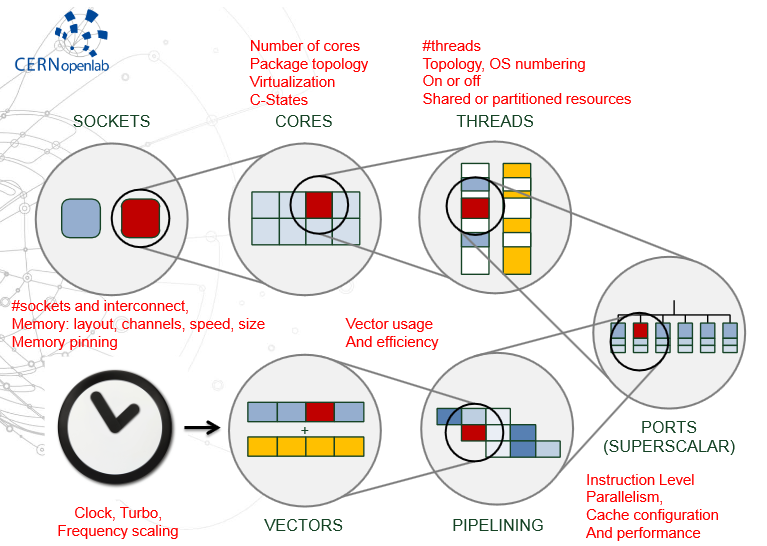 CERN openlab
Number of cores
Package topology
Virtualization
C-States
#threads
Topology, OS numbering
On or off
Shared or partitioned resources
SOCKETS
CORES
THREADS
#sockets and interconnect,
Memory: layout, channels, speed, size
Memory pinning
Vector usage
And efficiency
+
PORTS
(SUPERSCALAR)
Instruction Level
Parallelism,
Cache configuration
And performance
Clock, Turbo,
Frequency scaling
VECTORS
PIPELINING